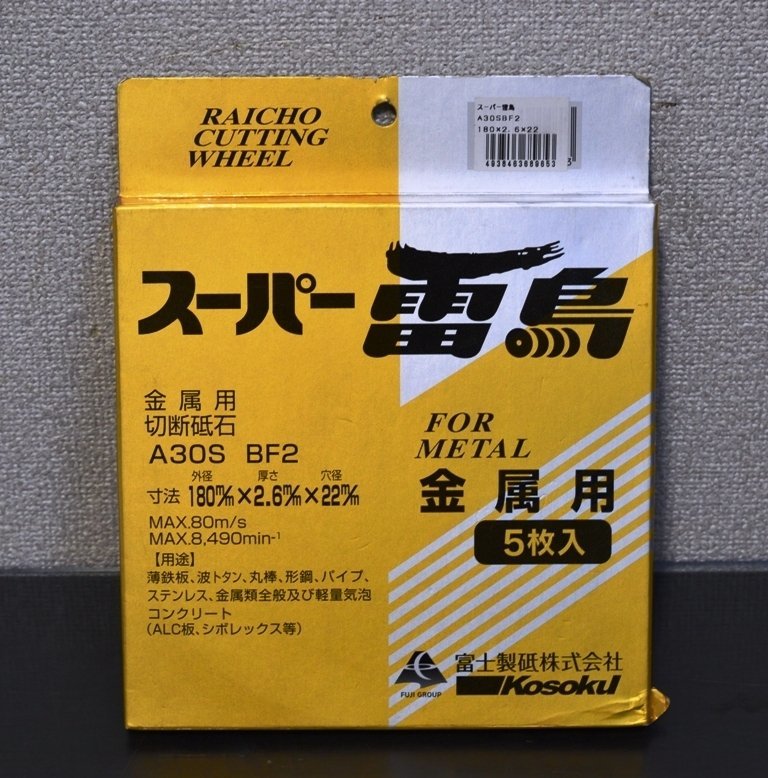 RAICHO
CUTTING
WHEEL
スーパー雷鳥
A30SBF2
180×2.6×22
4938463689653
3
スーパー雷鳥
金属用
切断砥石
A30S BF2
外径 厚さ 穴径
寸法 180m/m×2.6m/m×22m/m
MAX.80m/s
MAX.8,490min-1
【用途】
薄鉄板、波トタン、丸棒、形鋼、パイプ、
ステンレス、金属類全般及び軽量気泡
コンクリート
(ALC板、シポレックス等)
FOR
METAL
金属用
5枚入
FUJI GROUP
富士製砥株式会社
Kosoku